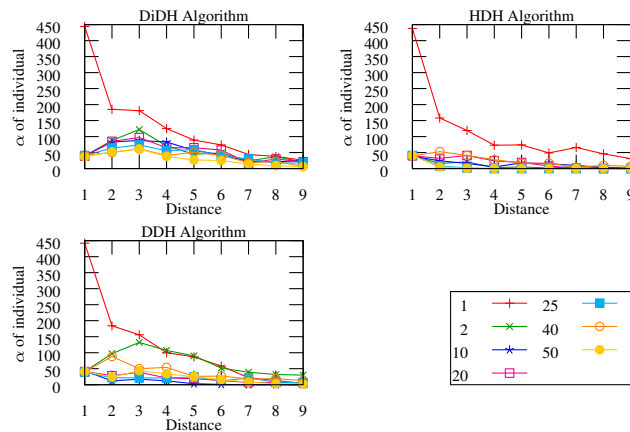 DiDH Algorithm
450
400
350
300
250
200
150
100
50
0
α of individual
1 2 3 4 5 6 7 8 9
Distance
HDH Algorithm
450
400
350
300
250
200
150
100
50
0
α of individual
1 2 3 4 5 6 7 8 9
Distance
DDH Algorithm
450
400
350
300
250
200
150
100
50
0
α of individual
1 2 3 4 5 6 7 8 9
Distance
1 25
2 40
10 50
20